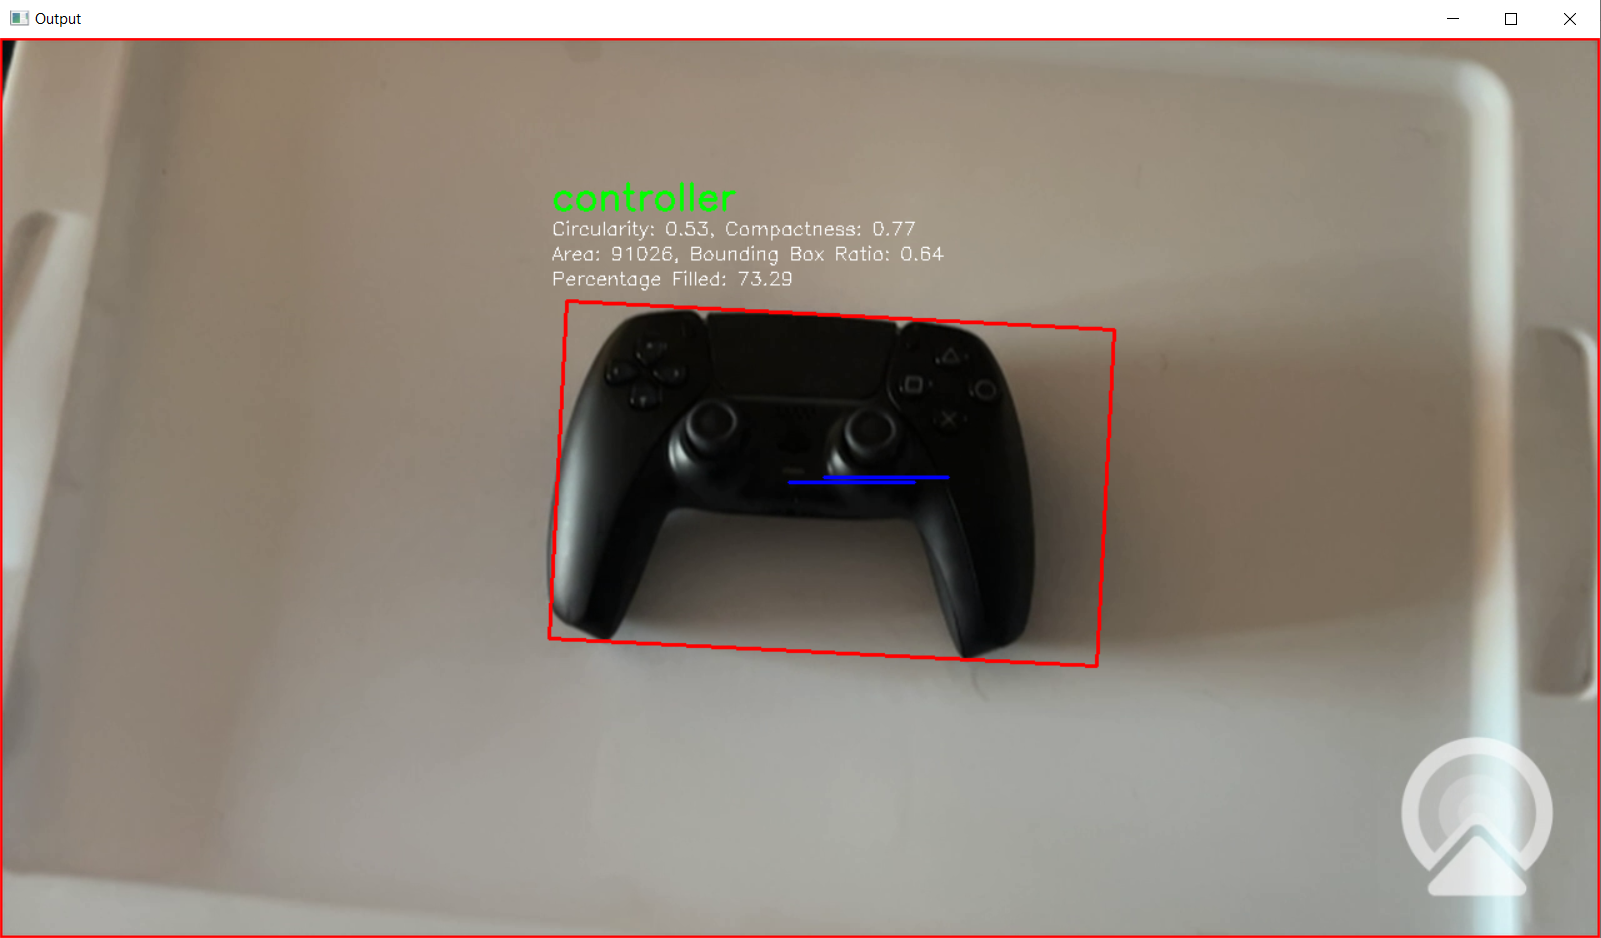 Output
controller
Circularity: 0.53, Compactness: 0.77
Area: 91026, Bounding Box Ratio: 0.64
Percentage Filled: 73.29